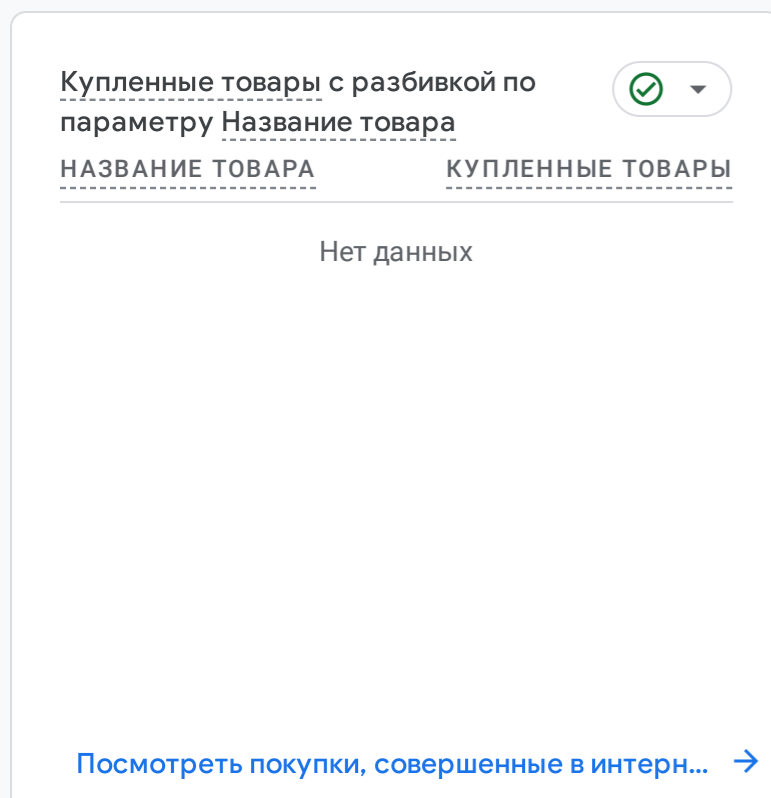 Купленные товары с разбивкой по
параметру Название товара
НАЗВАНИЕ ТОВАРА КУПЛЕННЫЕ ТОВАРЫ
Нет данных
Посмотреть покупки, совершенные в интерн...